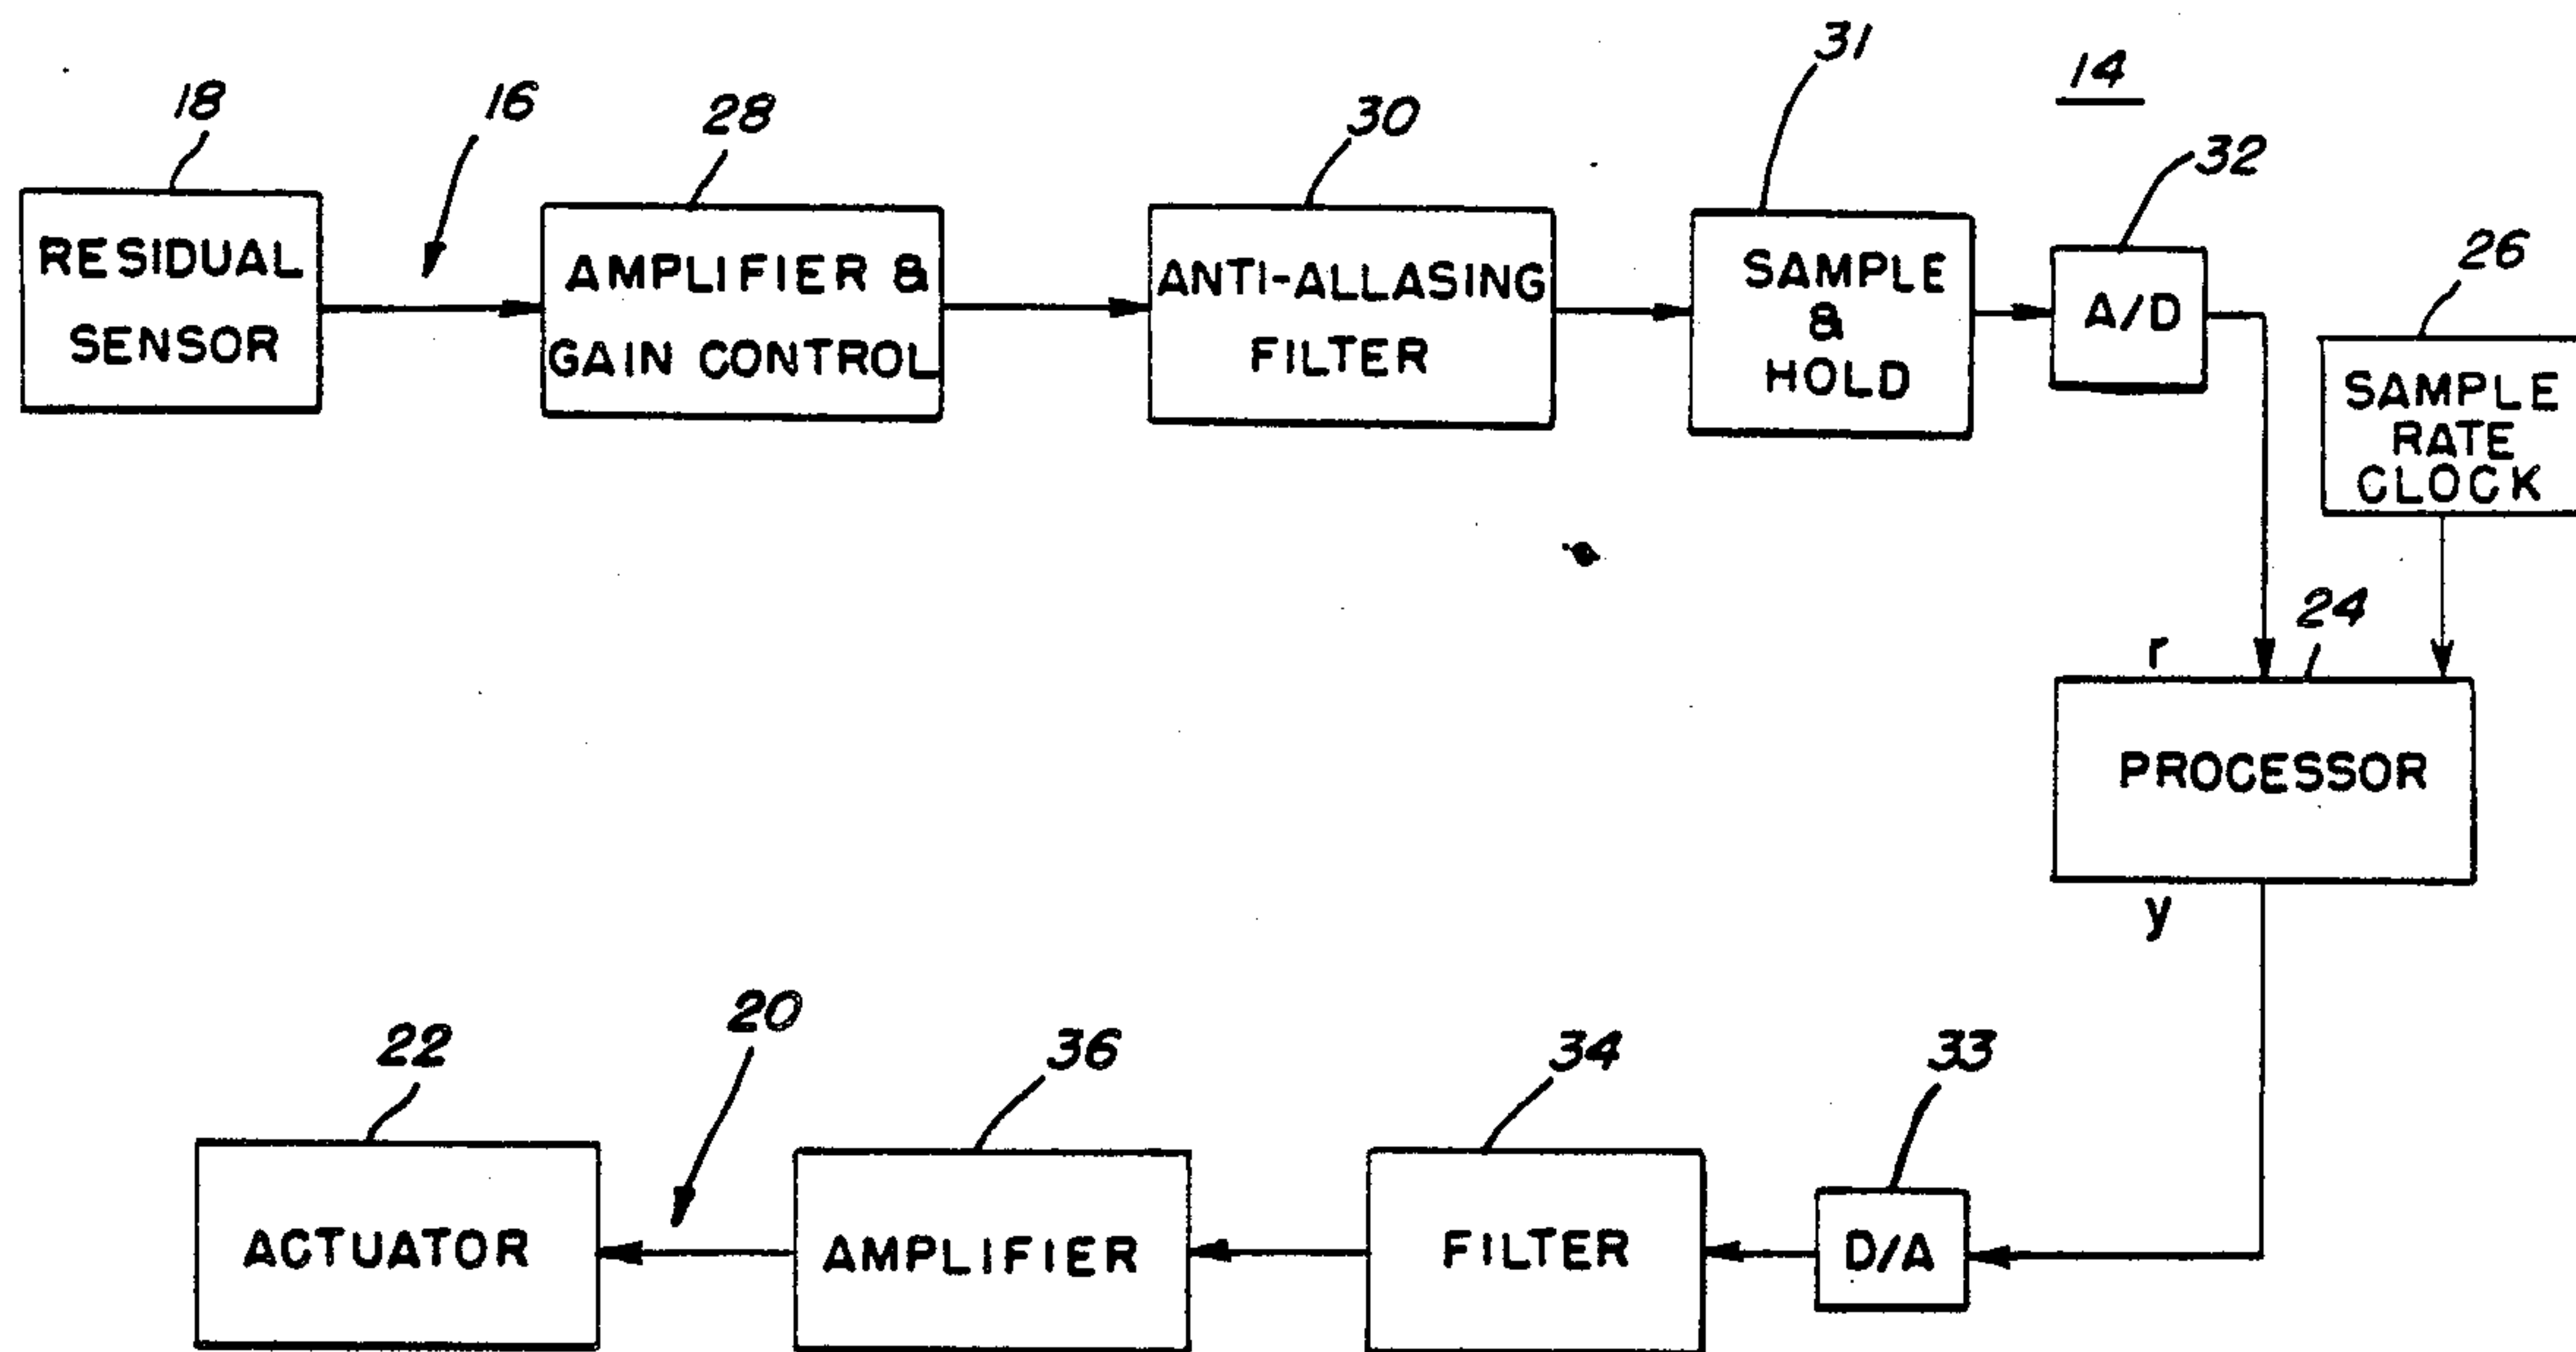 31
14
18
16
28
30
32
RESIDUAL
SENSOR
AMPLIFIER &
GAIN CONTROL
ANTI-ALLASING
FILTER
SAMPLE
&
HOLD
A/D
26
SAMPLE
RATE
CLOCK
r
24
PROCESSOR
y
22
20
36
34
33
ACTUATOR
AMPLIFIER
FILTER
D/A